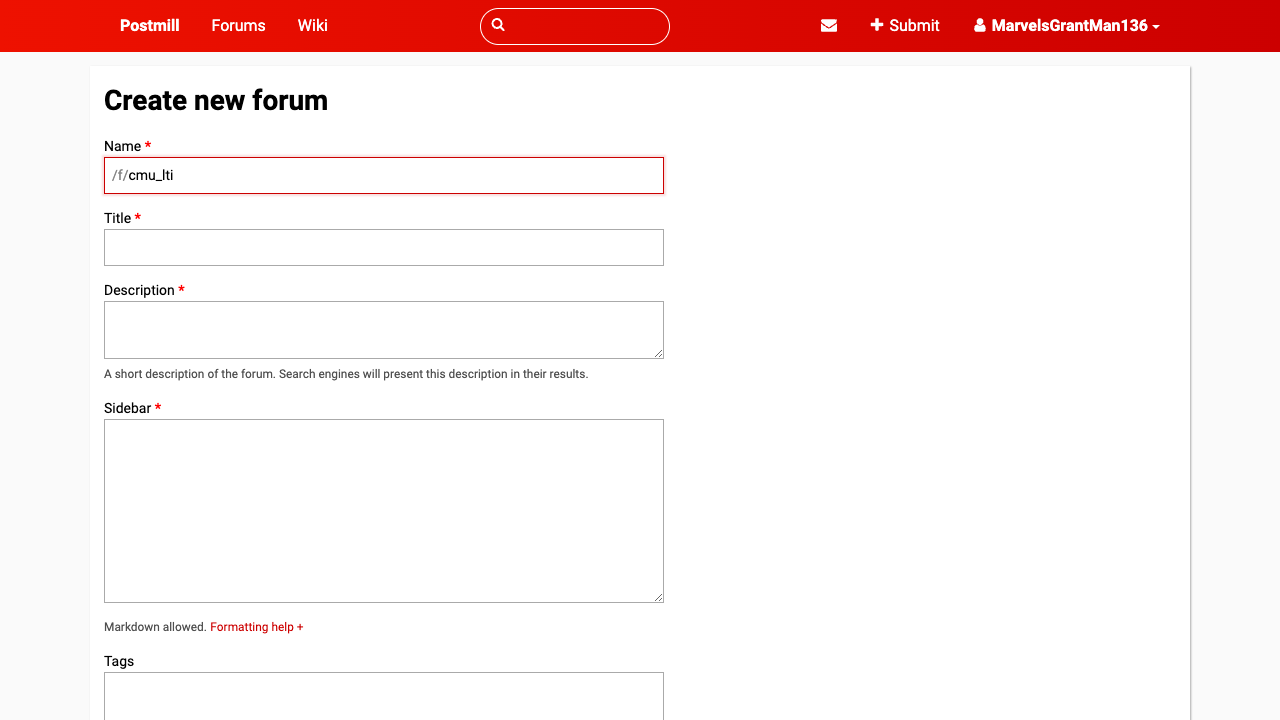 Postmill Forums Wiki Submit MarvelsGrantMan136
Create new forum
Name *
/f/cmu_lti
Title *
Description *
A short description of the forum. Search engines will present this description in their results.
Sidebar *
Markdown allowed. Formatting help +
Tags